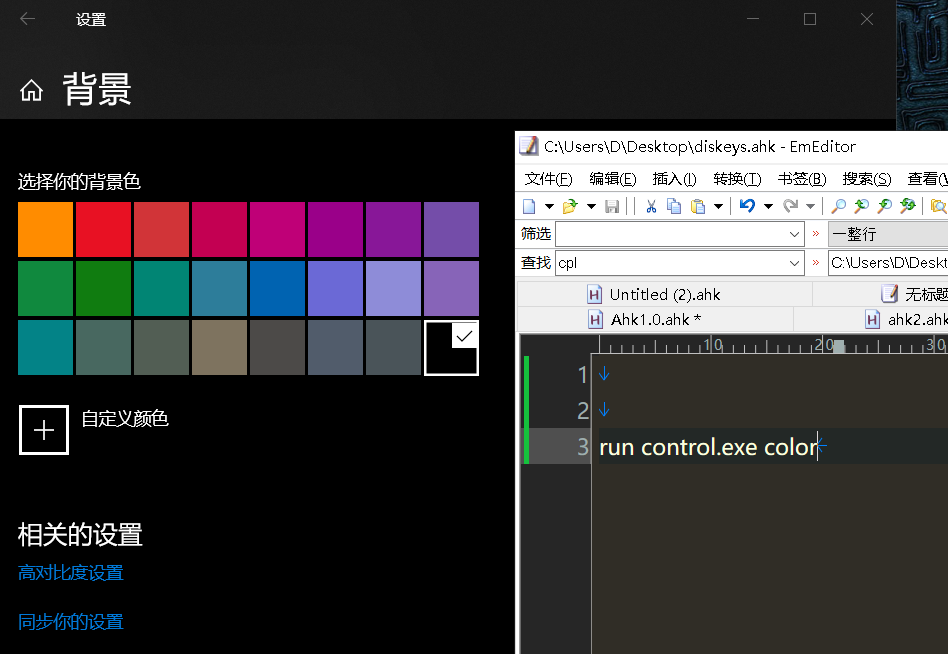 设置
背景
选择你的背景色
自定义颜色
相关的设置
高对比度设置
同步你的设置
C:\Users\D\Desktop\diskeys.ahk - EmEditor
文件(F) 编辑(E) 插入(I) 转换(T) 书签(B) 搜索(S) 查看(
筛选 » 一整行
查找 cpl » C:\Users\D\Deskt
Untitled (2).ahk 无标题
Ahk1.0.ahk * ahk2.ahk
10 20 30
1
2
3 run control.exe color